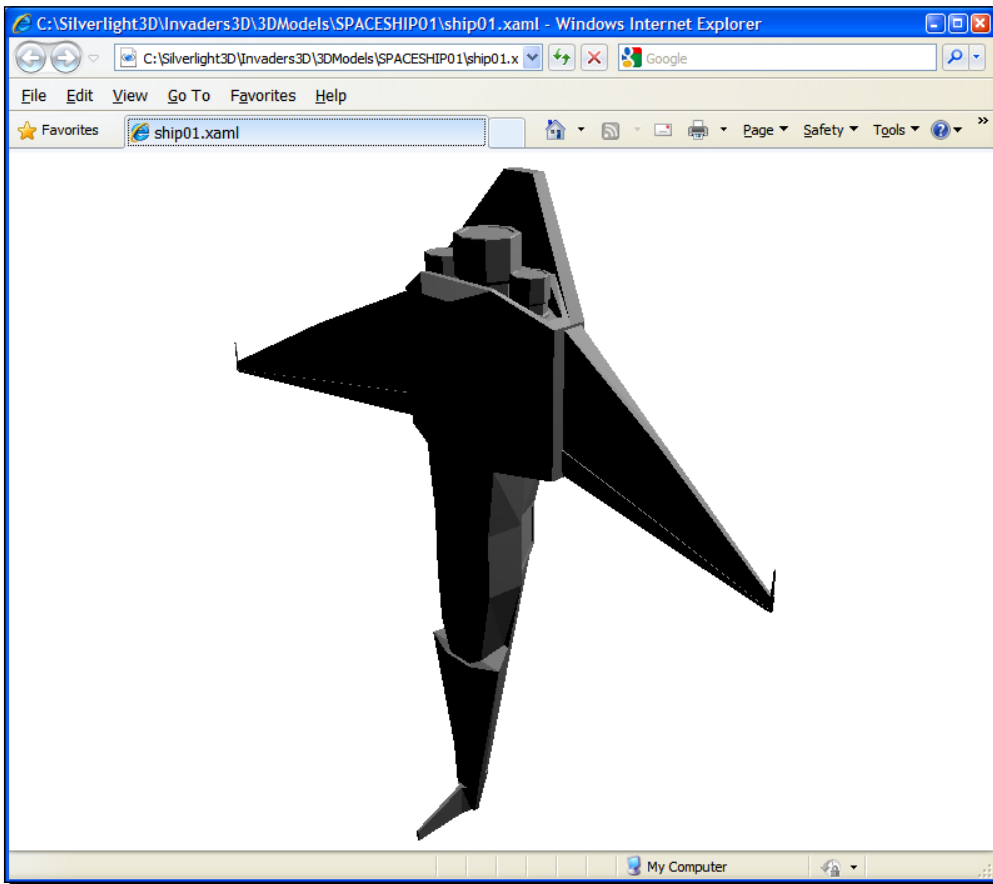 C:\Silverlight3D\Invaders3D\3DModels\SPACESHIP01\ship01.xaml - Windows Internet Explorer
C:\Silverlight3D\Invaders3D\3DModels\SPACESHIP01\ship01.x Google
File Edit View Go To Favorites Help
Favorites ship01.xaml Page Safety Tools
My Computer